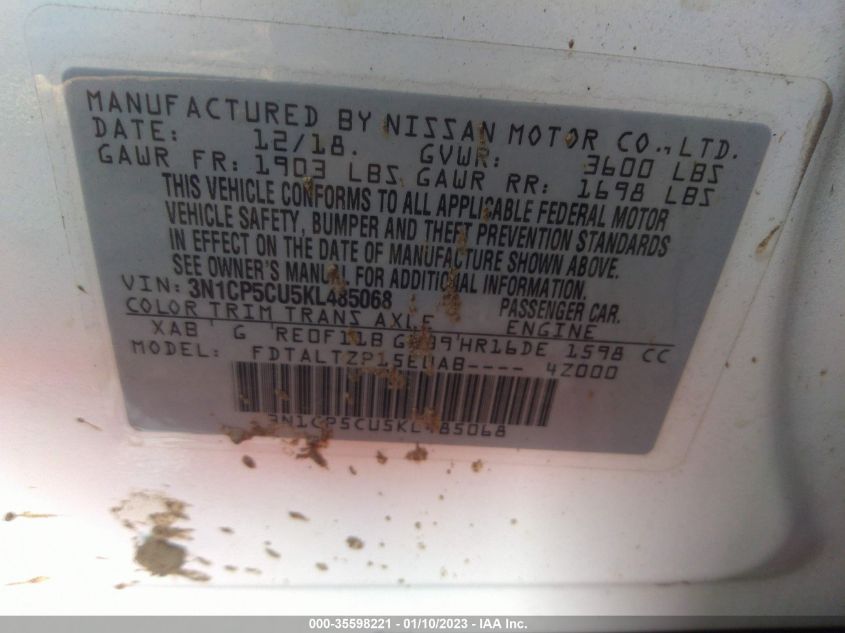 MANUFACTURED BY NISSAN MOTOR CO., LTD.
DATE: 12/18. GVWR: 3600 LBS
GAWR FR: 1903 LBS GAWR RR: 1698 LBS
THIS VEHICLE CONFORMS TO ALL APPLICABLE FEDERAL MOTOR
VEHICLE SAFETY, BUMPER AND THEFT PREVENTION STANDARDS
IN EFFECT ON THE DATE OF MANUFACTURE SHOWN ABOVE.
SEE OWNER'S MANUAL FOR ADDITIONAL INFORMATION.
VIN: 3N1CP5CU5KL485068 PASSENGER CAR.
COLOR TRIM TRANS AXLE ENGINE
XAB G RE0F11B HR16DE 1598 CC
MODEL: 4Z000
3N1CP5CU5KL485068
000-35598221 - 01/10/2023 - IAA Inc.